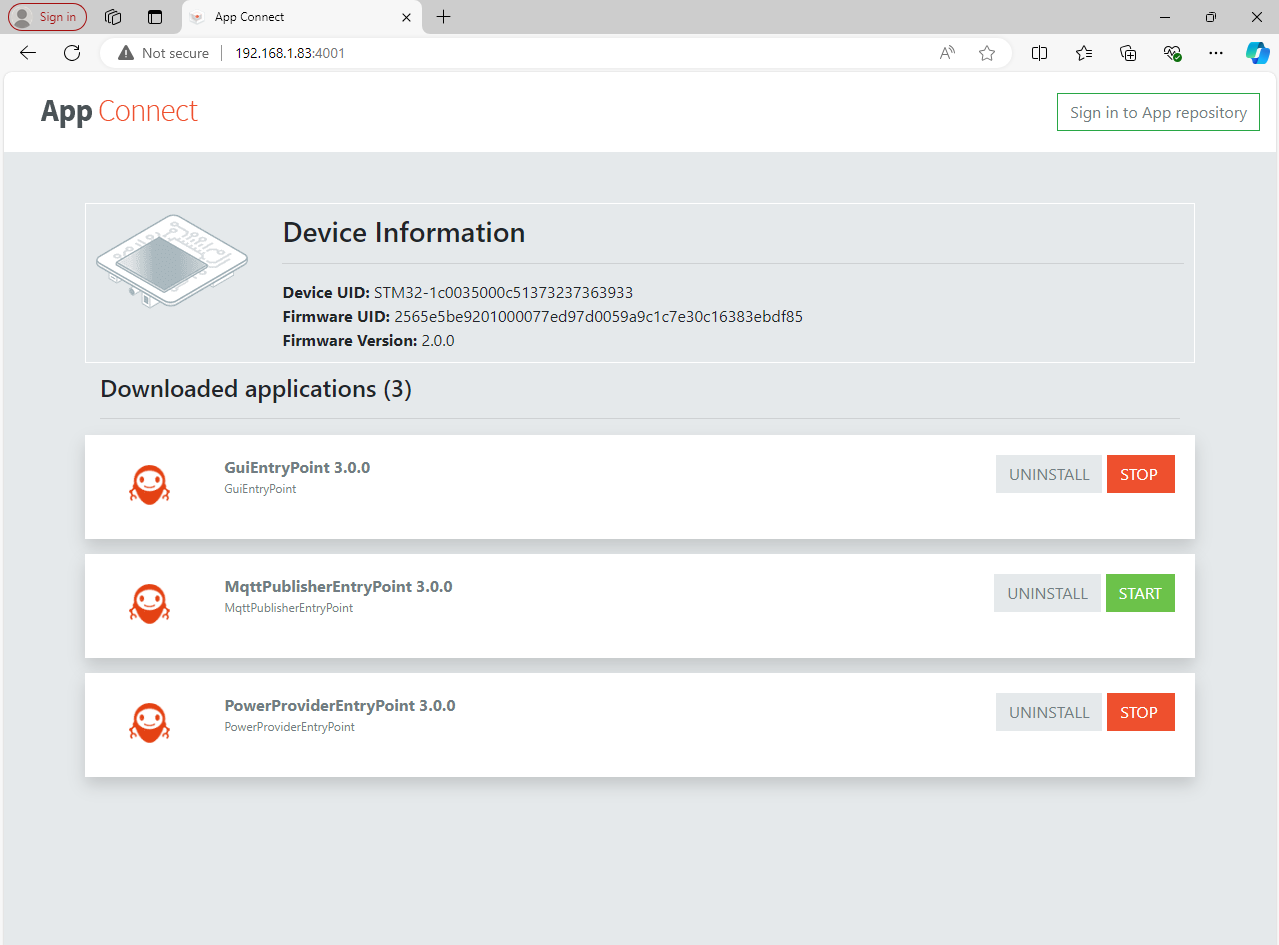 Sign in
App Connect
Not secure
192.168.1.83:4001
App Connect
Sign in to App repository
Device Information
Device UID: STM32-1c0035000c51373237363933
Firmware UID: 2565e5be9201000077ed97d0059a9c1c7e30c16383ebdf85
Firmware Version: 2.0.0
Downloaded applications (3)
GuiEntryPoint 3.0.0
GuiEntryPoint
UNINSTALL
STOP
MqttPublisherEntryPoint 3.0.0
MqttPublisherEntryPoint
UNINSTALL
START
PowerProviderEntryPoint 3.0.0
PowerProviderEntryPoint
UNINSTALL
STOP